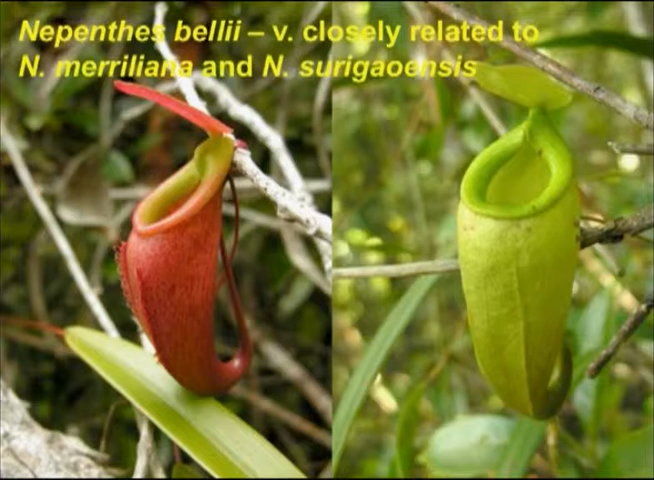 Nepenthes bellii – v. closely related to
N. merriliana and N. surigaoensis